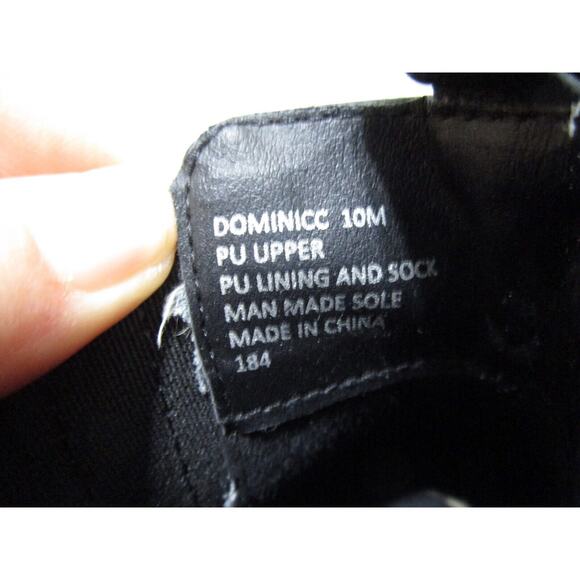 DOMINICC 10M
PU UPPER
PU LINING AND SOCK
MAN MADE SOLE
MADE IN CHINA
184